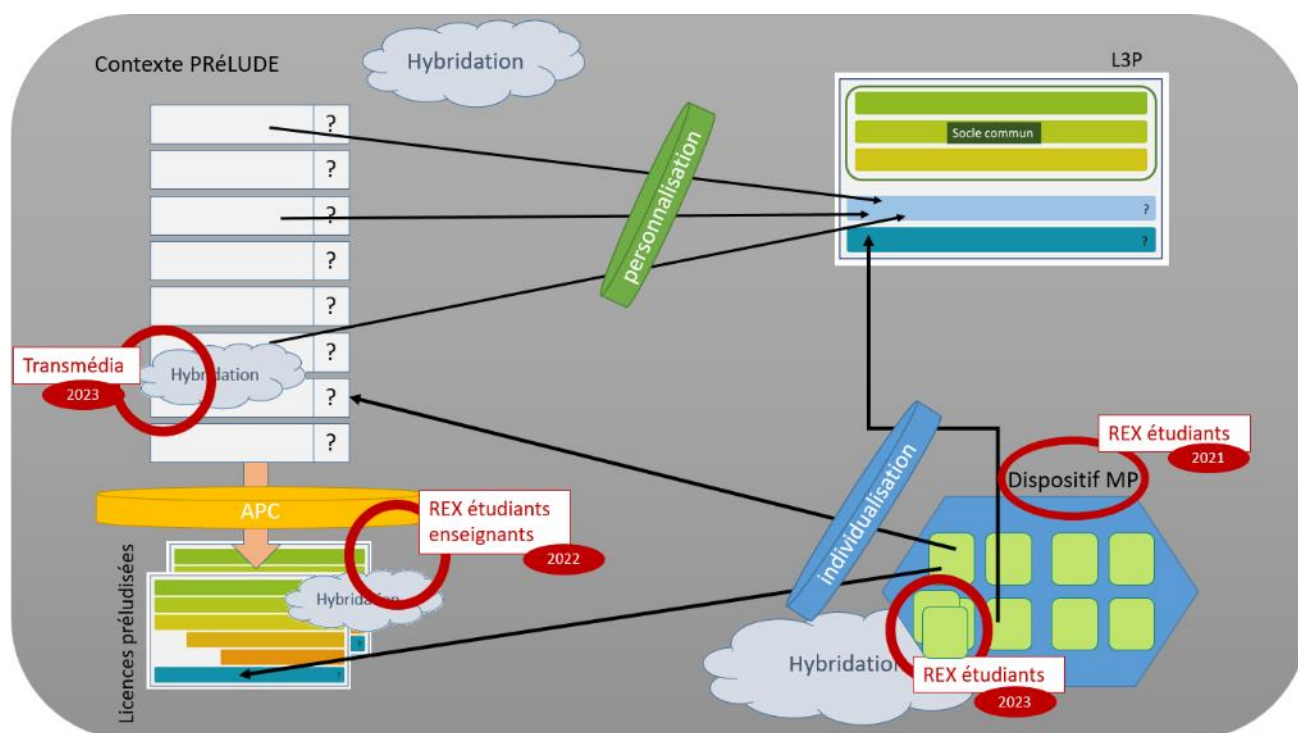 Contexte PRéLUDE
Hybridation
L3P
?
?
?
?
?
?
?
?
personnalisation
Socle commun
?
?
Transmédia
2023
Hybridation
APC
REX étudiants
enseignants
2022
Licences préludisées
Hybridation
?
?
individualisation
REX étudiants
2021
Dispositif MP
Hybridation
REX étudiants
2023